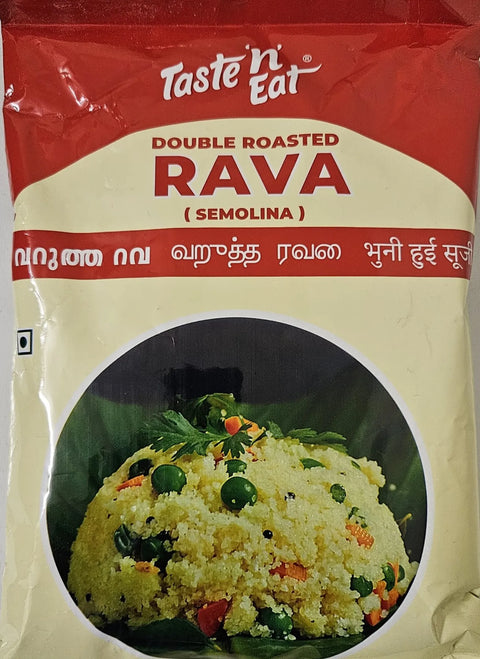 Taste 'n' Eat ®
DOUBLE ROASTED
RAVA
( SEMOLINA )
വറുത്ത റവ வறுத்த ரவை भुनी हुई सूजी